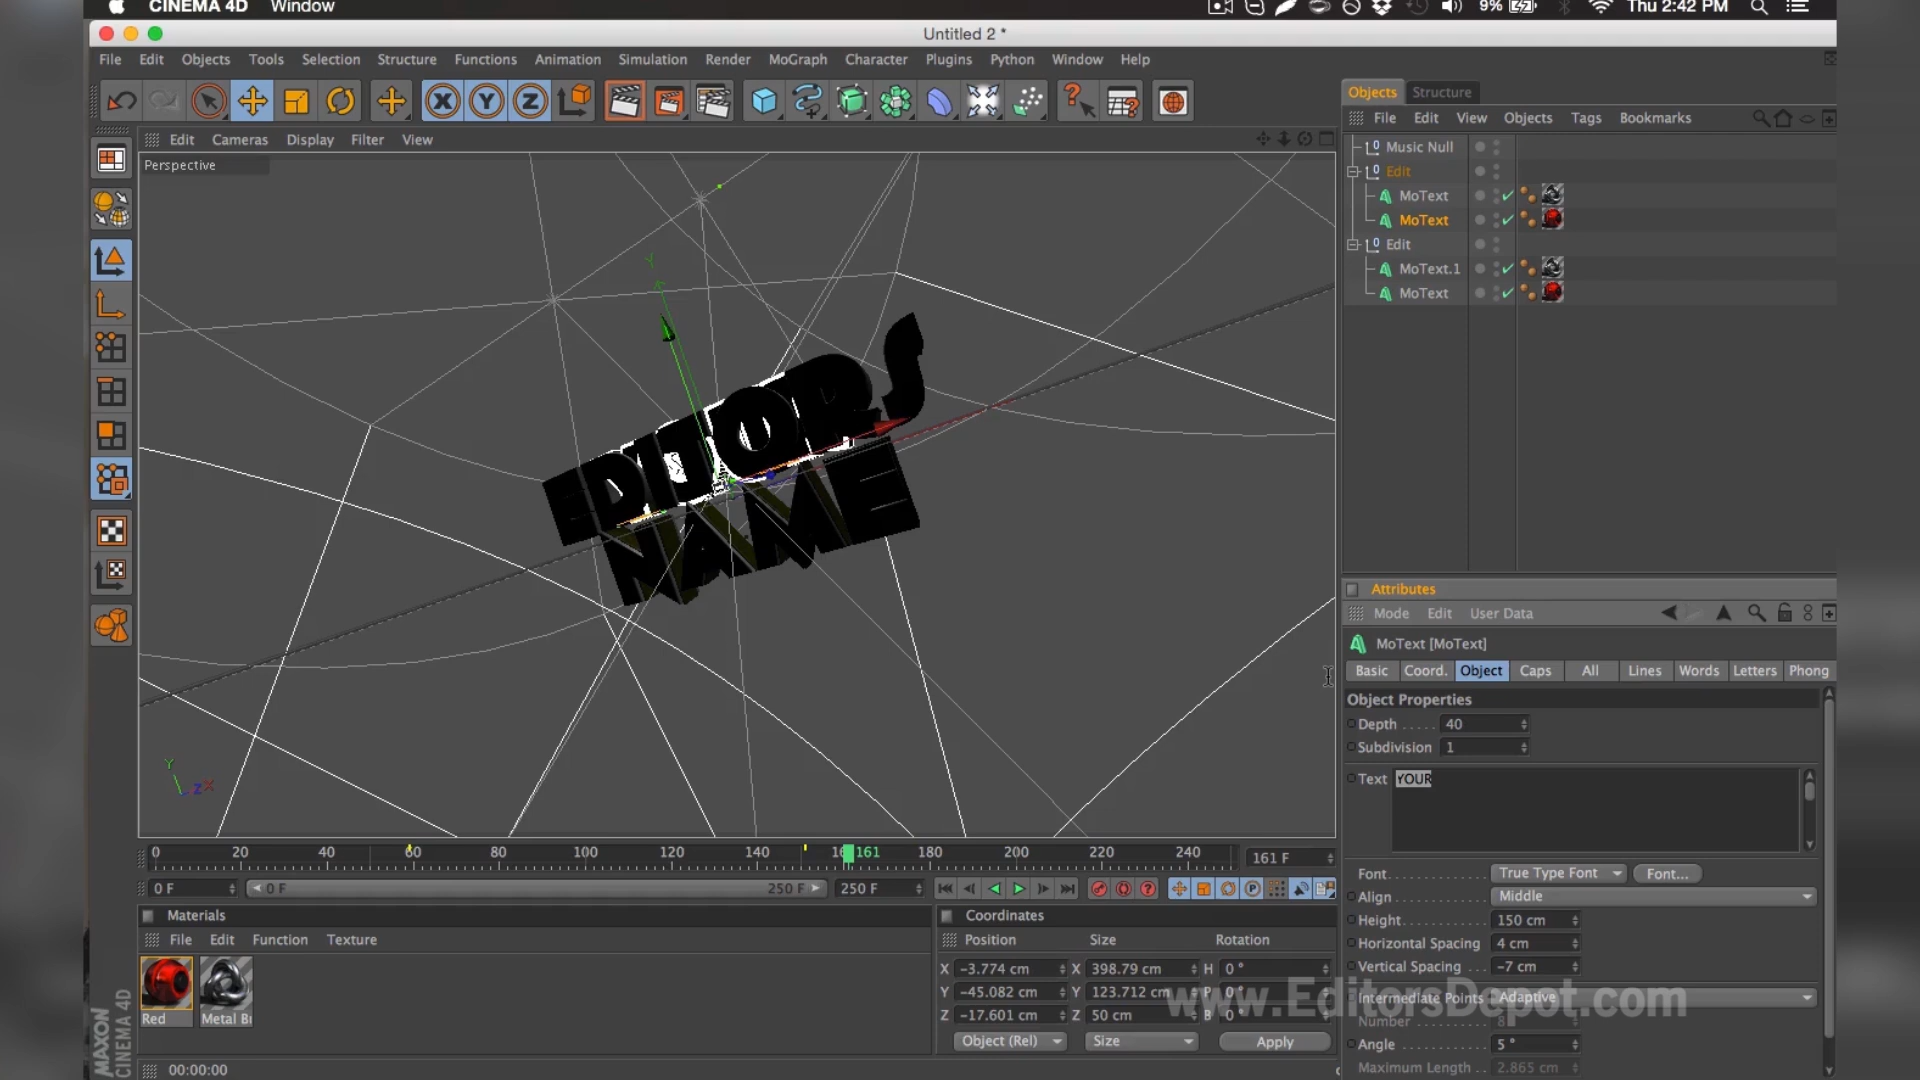 CINEMA 4D Window 9% Thu 2:42 PM
Untitled 2 *
File Edit Objects Tools Selection Structure Functions Animation Simulation Render MoGraph Character Plugins Python Window Help
X Y Z
Objects Structure
File Edit View Objects Tags Bookmarks
Edit Cameras Display Filter View
Perspective
Music Null
Edit
MoText
MoText
Edit
MoText.1
MoText
EDITORS
NAME
Y
Y Z X
Attributes
Mode Edit User Data
MoText [MoText]
Basic Coord. Object Caps All Lines Words Letters Phong
Object Properties
Depth 40
Subdivision 1
Text YOUR
Font True Type Font Font...
Align Middle
Height 150 cm
Horizontal Spacing 4 cm
Vertical Spacing -7 cm
Intermediate Points Adaptive
Number 8
Angle 5 °
Maximum Length 2.865 cm
0 20 40 60 80 100 120 140 161 180 200 220 240 161 F
0 F 0 F 250 F 250 F
Materials
File Edit Function Texture
Red Metal Br
Coordinates
Position Size Rotation
X -3.774 cm X 398.79 cm H 0 °
Y -45.082 cm Y 123.712 cm P 0 °
Z -17.601 cm Z 50 cm B 0 °
Object (Rel) Size Apply
www.EditorsDepot.com
MAXON
CINEMA 4D
00:00:00